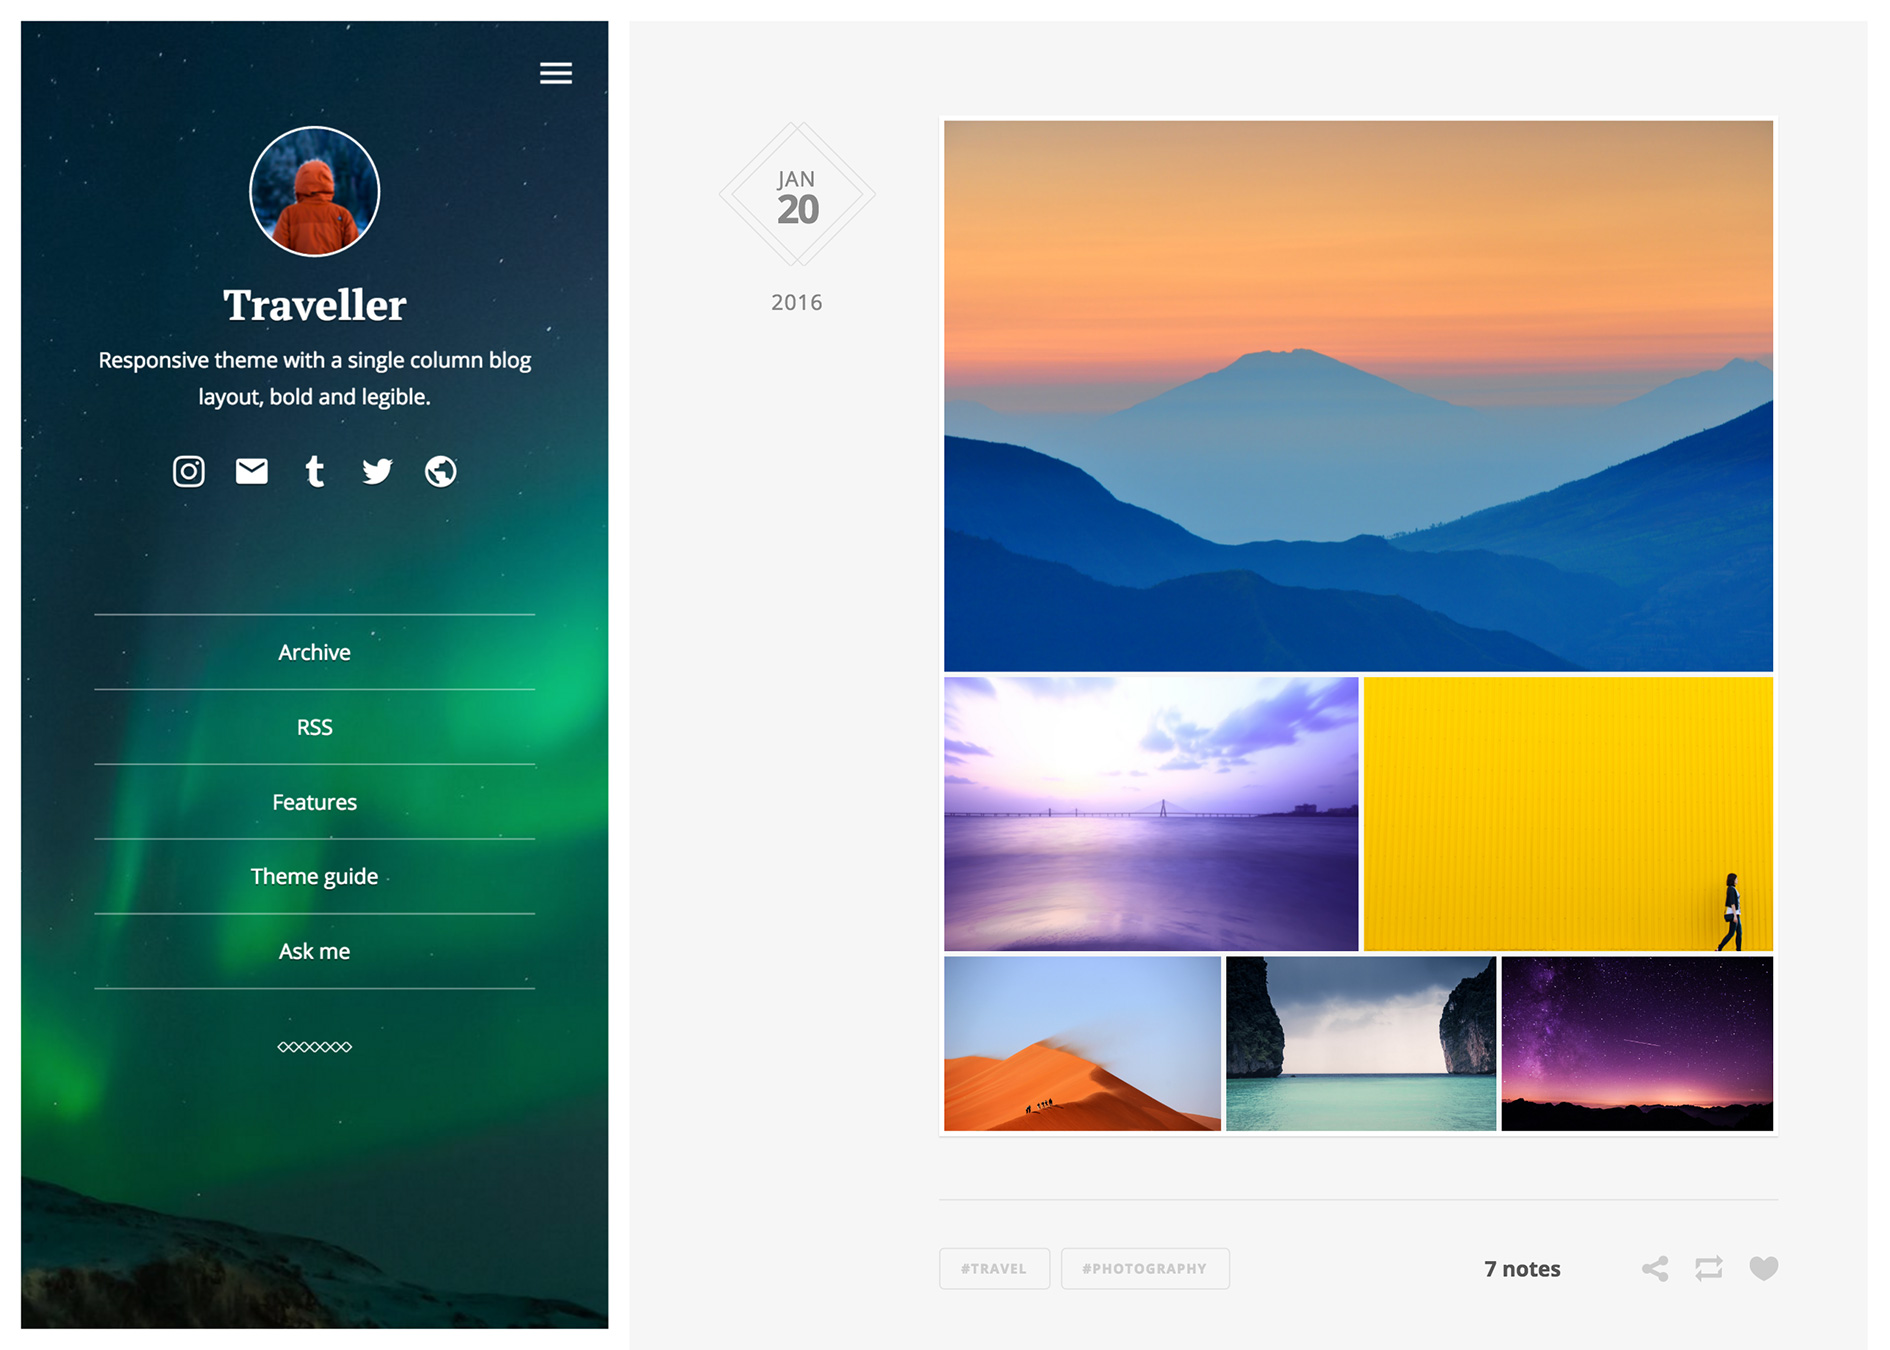 Traveller
Responsive theme with a single column blog
layout, bold and legible.
Archive
RSS
Features
Theme guide
Ask me
JAN
20
2016
#TRAVEL
#PHOTOGRAPHY
7 notes